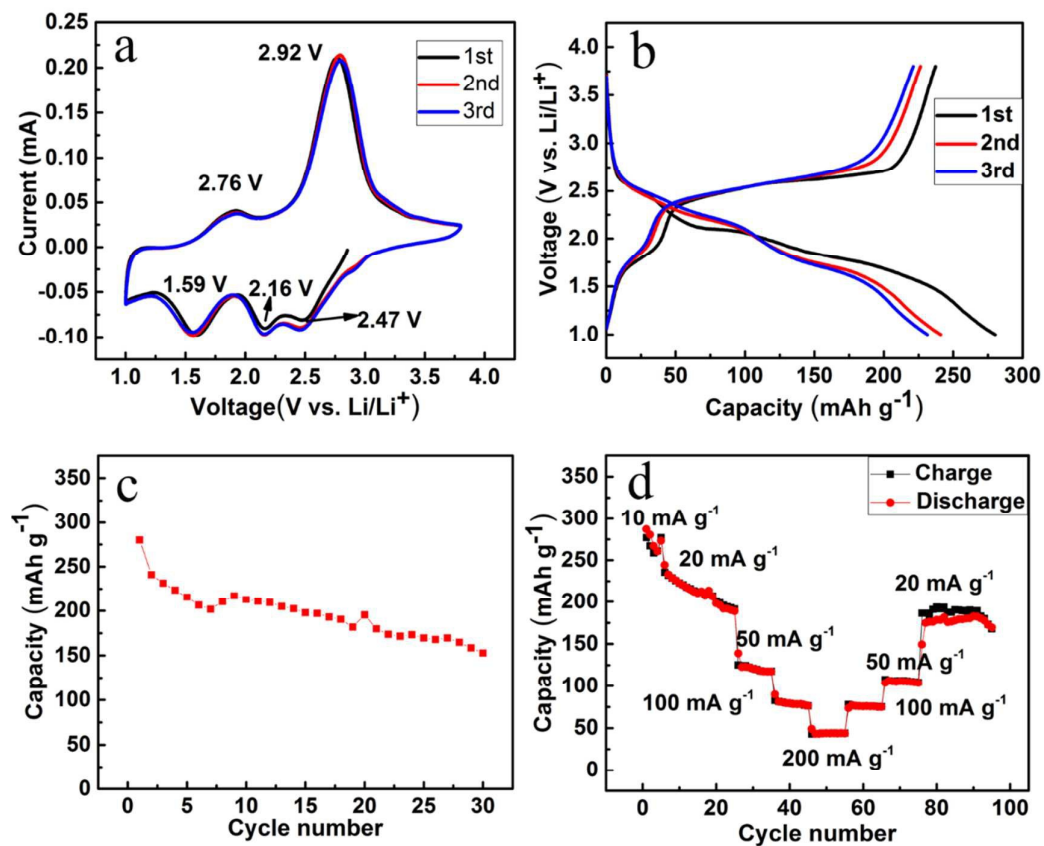 a
2.92 V
1st
2nd
3rd
2.76 V
1.59 V
2.16 V
2.47 V
0.25
0.20
0.15
0.10
0.05
0.00
-0.05
-0.10
Current (mA)
1.0 1.5 2.0 2.5 3.0 3.5 4.0
Voltage(V vs. Li/Li⁺)
b
1st
2nd
3rd
4.0
3.5
3.0
2.5
2.0
1.5
1.0
Voltage (V vs. Li/Li⁺)
0 50 100 150 200 250 300
Capacity (mAh g⁻¹)
c
350
300
250
200
150
100
50
0
Capacity (mAh g⁻¹)
0 5 10 15 20 25 30
Cycle number
d
Charge
Discharge
10 mA g⁻¹
20 mA g⁻¹
20 mA g⁻¹
50 mA g⁻¹
50 mA g⁻¹
100 mA g⁻¹
100 mA g⁻¹
200 mA g⁻¹
350
300
250
200
150
100
50
0
Capacity (mAh g⁻¹)
0 20 40 60 80 100
Cycle number